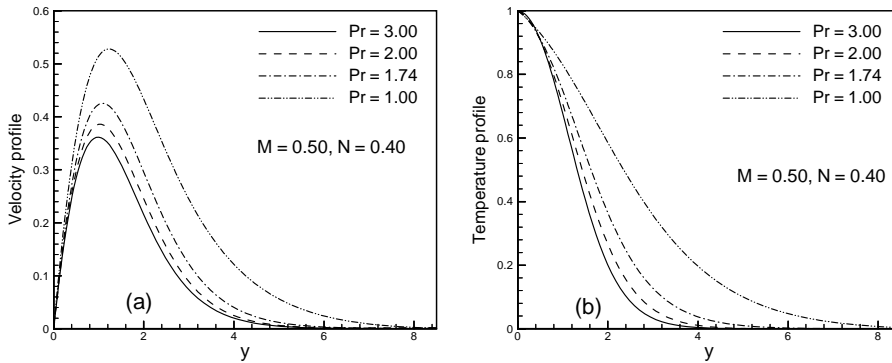 0.6
0.5
0.4
0.3
0.2
0.1
0
0 2 4 6 8
Velocity profile
y
Pr = 3.00
Pr = 2.00
Pr = 1.74
Pr = 1.00
M = 0.50, N = 0.40
(a)
1
0.8
0.6
0.4
0.2
0
0 2 4 6 8
Temperature profile
y
Pr = 3.00
Pr = 2.00
Pr = 1.74
Pr = 1.00
M = 0.50, N = 0.40
(b)